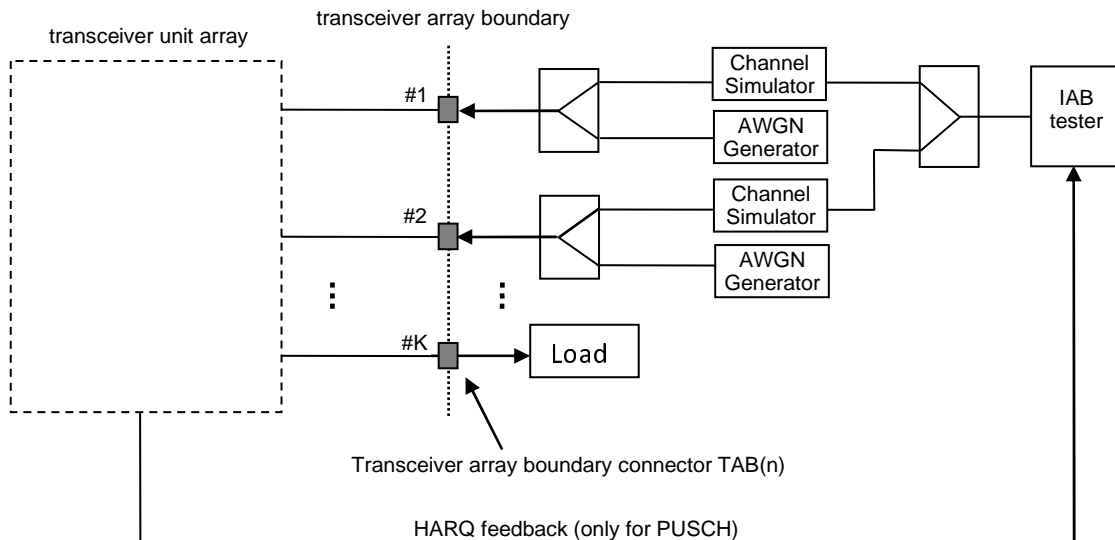 transceiver array boundary
transceiver unit array
#1
Channel
Simulator
AWGN
Generator
IAB
tester
#2
Channel
Simulator
AWGN
Generator
#K
Load
Transceiver array boundary connector TAB(n)
HARQ feedback (only for PUSCH)